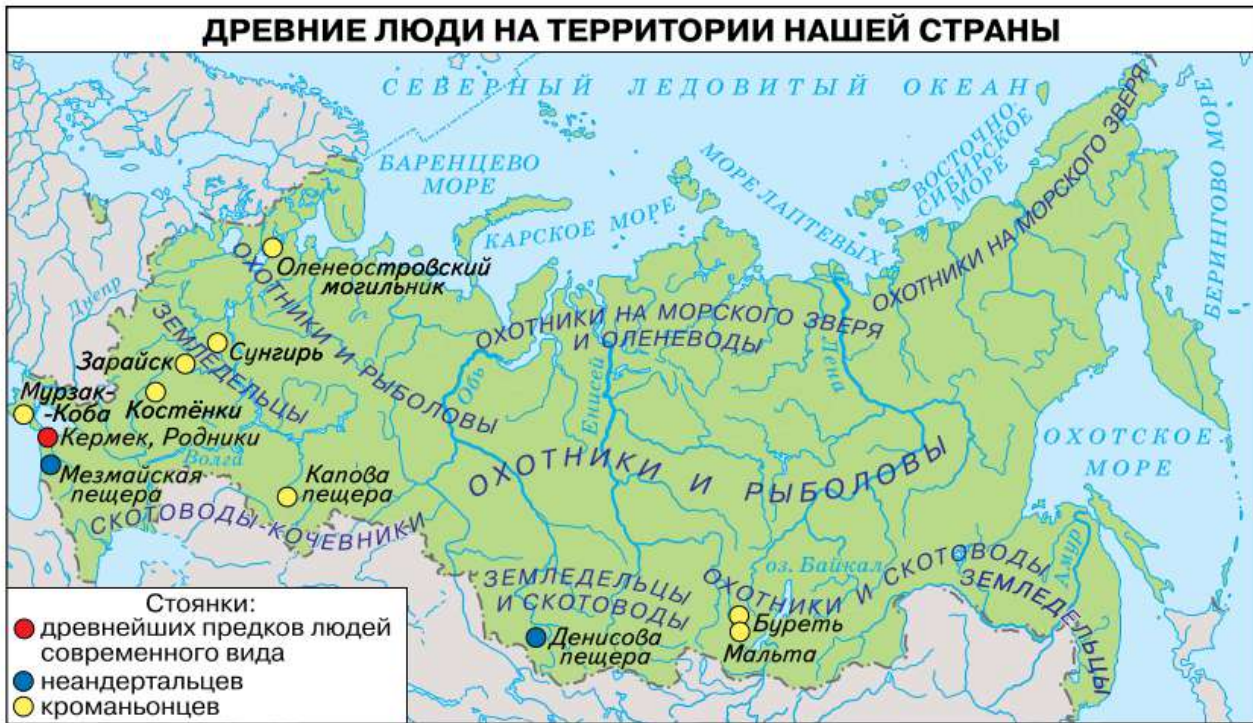 ДРЕВНИЕ ЛЮДИ НА ТЕРРИТОРИИ НАШЕЙ СТРАНЫ
СЕВЕРНЫЙ ЛЕДОВИТЫЙ ОКЕАН
БАРЕНЦЕВО
МОРЕ
КАРСКОЕ МОРЕ
МОРЕ ЛАПТЕВЫХ
ВОСТОЧНО-
СИБИРСКОЕ
МОРЕ
БЕРИНГОВО МОРЕ
ОХОТНИКИ НА МОРСКОГО ЗВЕРЯ
Оленеостровский
могильник
ОХОТНИКИ И РЫБОЛОВЫ
Днепр
ЗЕМЛЕДЕЛЬЦЫ
Сунгирь
Зарайск
Костёнки
Мурзак-
-Коба
Кермек, Родники
Мезмайская
пещера
Волга
Капова
пещера
СКОТОВОДЫ-КОЧЕВНИКИ
ОХОТНИКИ НА МОРСКОГО ЗВЕРЯ
И ОЛЕНЕВОДЫ
Обь
Енисей
Лена
ОХОТНИКИ И РЫБОЛОВЫ
ОХОТСКОЕ
МОРЕ
ЗЕМЛЕДЕЛЬЦЫ
И СКОТОВОДЫ
Денисова
пещера
оз. Байкал
ОХОТНИКИ И СКОТОВОДЫ
Буреть
Мальта
Амур
ЗЕМЛЕДЕЛЬЦЫ
Стоянки:
древнейших предков людей
современного вида
неандертальцев
кроманьонцев